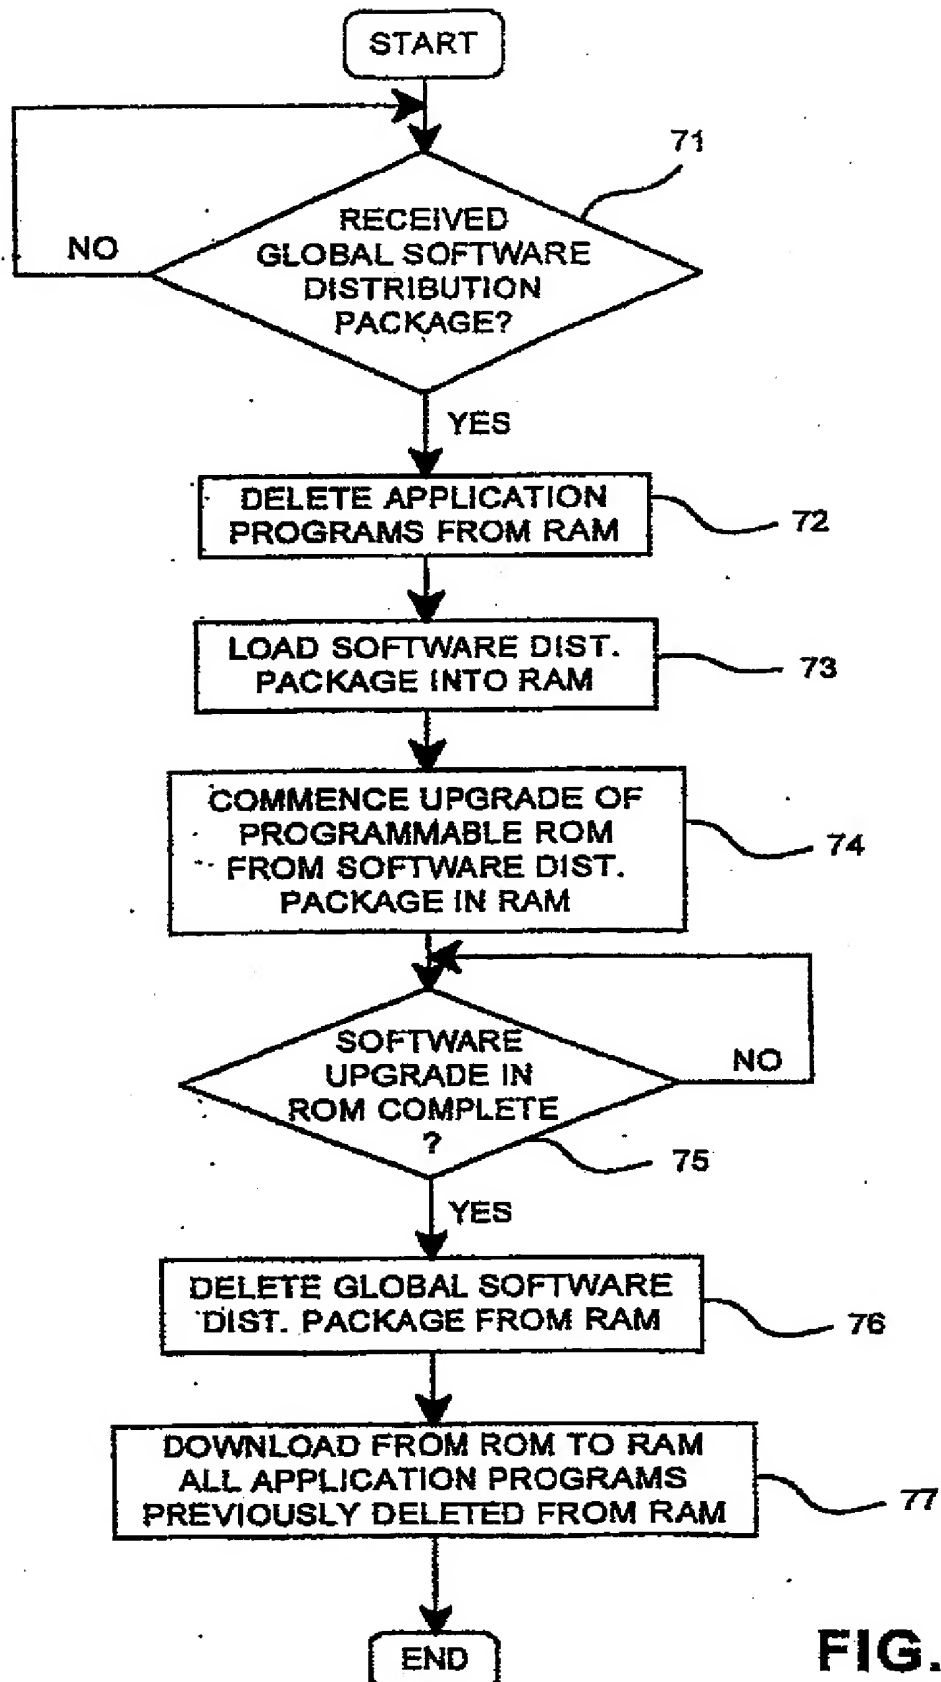 START
71
RECEIVED
GLOBAL SOFTWARE
DISTRIBUTION
PACKAGE?
NO
YES
DELETE APPLICATION
PROGRAMS FROM RAM
72
LOAD SOFTWARE DIST.
PACKAGE INTO RAM
73
COMMENCE UPGRADE OF
PROGRAMMABLE ROM
FROM SOFTWARE DIST.
PACKAGE IN RAM
74
SOFTWARE
UPGRADE IN
ROM COMPLETE
?
NO
75
YES
DELETE GLOBAL SOFTWARE
DIST. PACKAGE FROM RAM
76
DOWNLOAD FROM ROM TO RAM
ALL APPLICATION PROGRAMS
PREVIOUSLY DELETED FROM RAM
77
END
FIG.